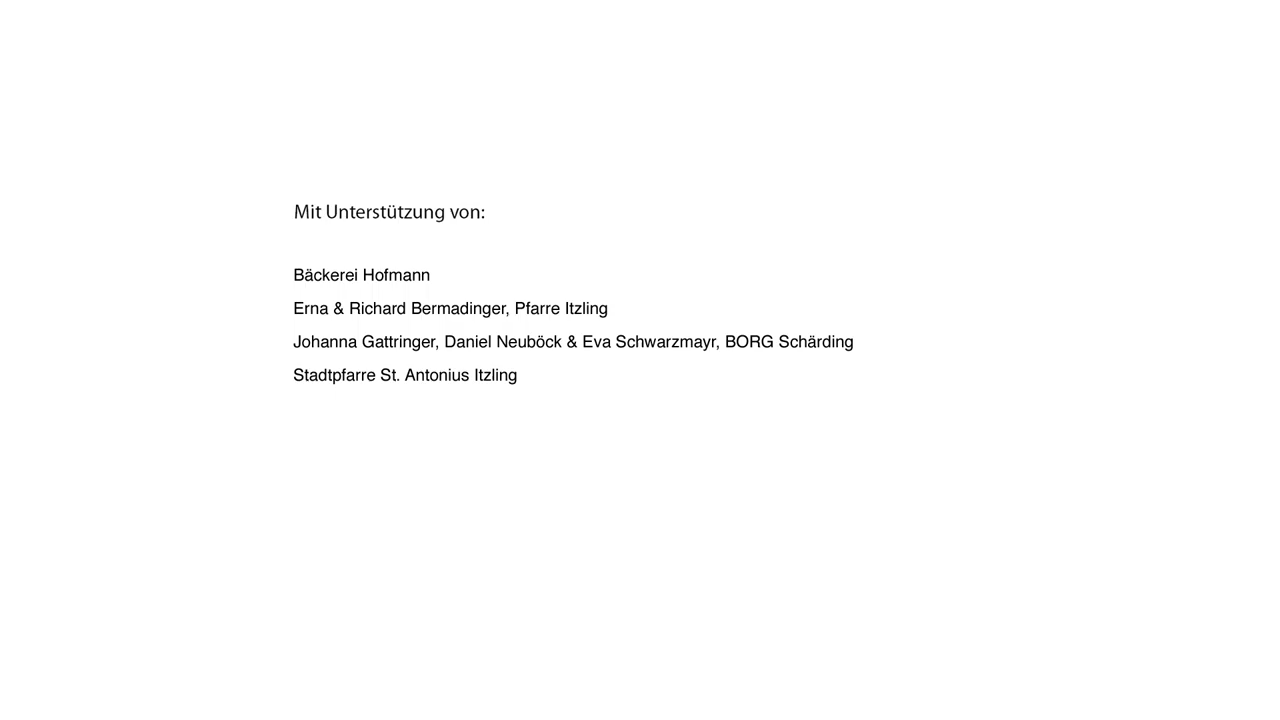 Mit Unterstützung von:
Bäckerei Hofmann
Erna & Richard Bermadinger, Pfarre Itzling
Johanna Gattringer, Daniel Neuböck & Eva Schwarzmayr, BORG Schärding
Stadtpfarre St. Antonius Itzling